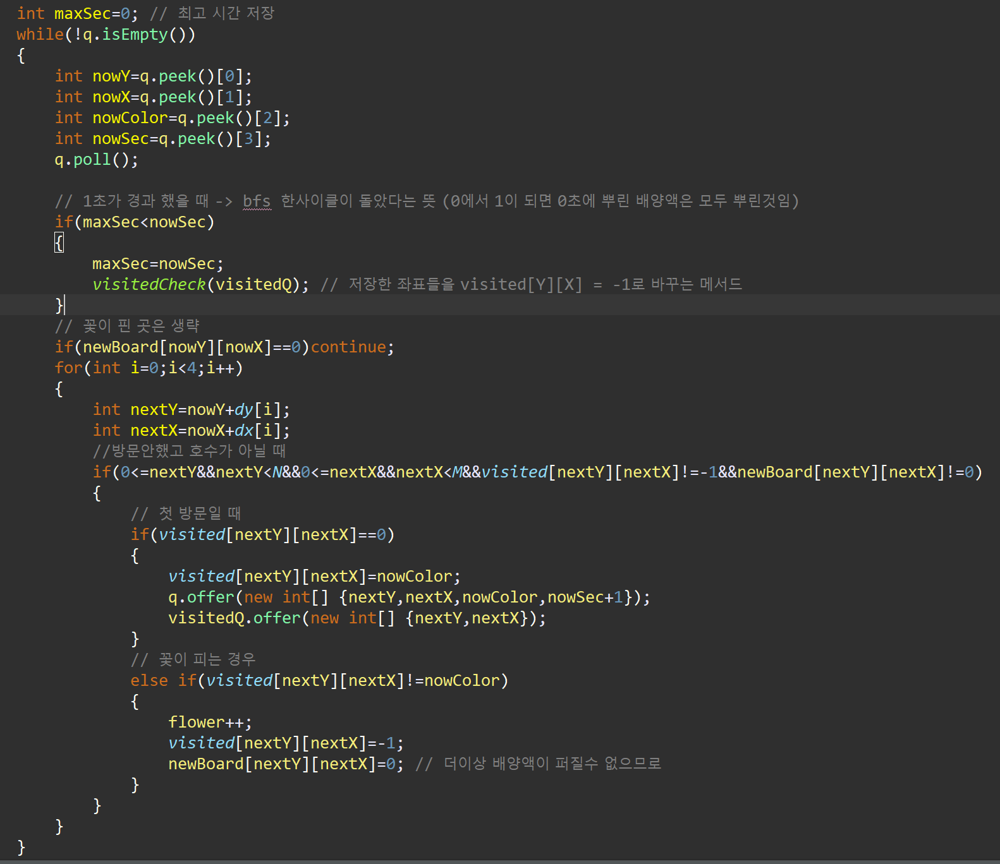 int maxSec=0; // 최고 시간 저장
while(!q.isEmpty())
{
int nowY=q.peek()[0];
int nowX=q.peek()[1];
int nowColor=q.peek()[2];
int nowSec=q.peek()[3];
q.poll();
// 1초가 경과 했을 때 -> bfs 한사이클이 돌았다는 뜻 (0에서 1이 되면 0초에 뿌린 배양액은 모두 뿌린것임)
if(maxSec<nowSec)
{
maxSec=nowSec;
visitedCheck(visitedQ); // 저장한 좌표들을 visited[Y][X] = -1로 바꾸는 메서드
}
// 꽃이 핀 곳은 생략
if(newBoard[nowY][nowX]==0)continue;
for(int i=0;i<4;i++)
{
int nextY=nowY+dy[i];
int nextX=nowX+dx[i];
//방문안했고 호수가 아닐 때
if(0<=nextY&&nextY<N&&0<=nextX&&nextX<M&&visited[nextY][nextX]!=-1&&newBoard[nextY][nextX]!=0)
{
// 첫 방문일 때
if(visited[nextY][nextX]==0)
{
visited[nextY][nextX]=nowColor;
q.offer(new int[] {nextY,nextX,nowColor,nowSec+1});
visitedQ.offer(new int[] {nextY,nextX});
}
// 꽃이 피는 경우
else if(visited[nextY][nextX]!=nowColor)
{
flower++;
visited[nextY][nextX]=-1;
newBoard[nextY][nextX]=0; // 더이상 배양액이 퍼질수 없으므로
}
}
}
}